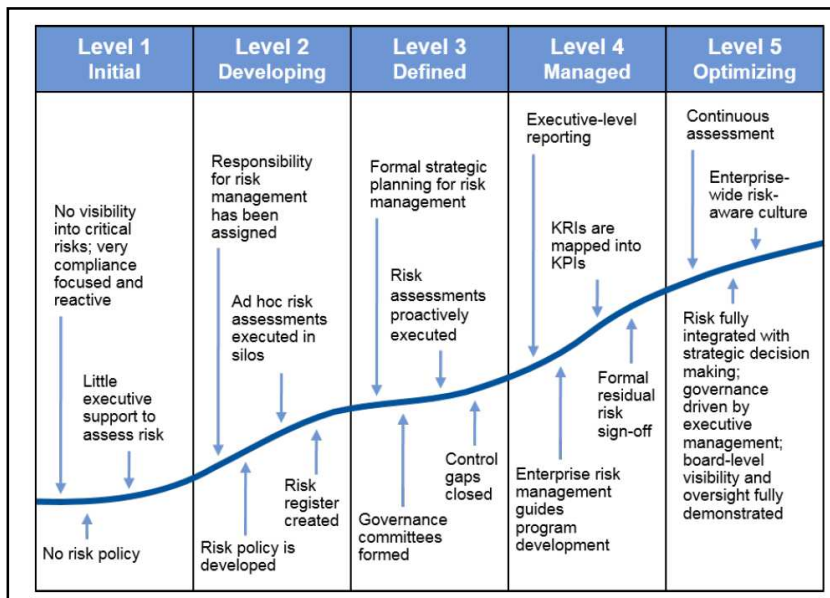 Level 1
Initial
Level 2
Developing
Level 3
Defined
Level 4
Managed
Level 5
Optimizing
No visibility
into critical
risks; very
compliance
focused and
reactive
Little
executive
support to
assess risk
No risk policy
Responsibility
for risk
management
has been
assigned
Ad hoc risk
assessments
executed in
silos
Risk
register
created
Risk policy is
developed
Formal strategic
planning for risk
management
Risk
assessments
proactively
executed
Control
gaps
closed
Governance
committees
formed
Executive-level
reporting
KRIs are
mapped into
KPIs
Formal
residual
risk
sign-off
Enterprise risk
management
guides
program
development
Continuous
assessment
Enterprise-
wide risk-
aware culture
Risk fully
integrated with
strategic decision
making;
governance
driven by
executive
management;
board-level
visibility and
oversight fully
demonstrated